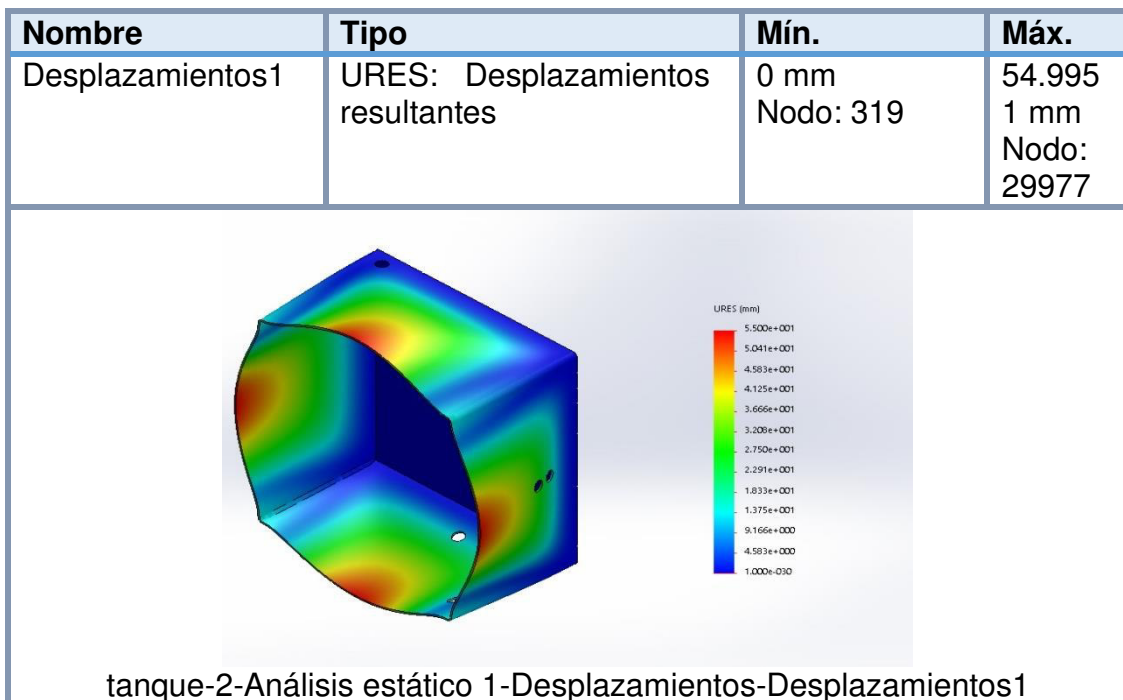 Nombre Tipo Mín. Máx.
Desplazamientos1 URES: Desplazamientos 0 mm 54.995
resultantes Nodo: 319 1 mm
Nodo:
29977
URES (mm)
5.500e+001
5.041e+001
4.583e+001
4.125e+001
3.666e+001
3.208e+001
2.750e+001
2.291e+001
1.833e+001
1.375e+001
9.166e+000
4.583e+000
1.000e-030
tanque-2-Análisis estático 1-Desplazamientos-Desplazamientos1